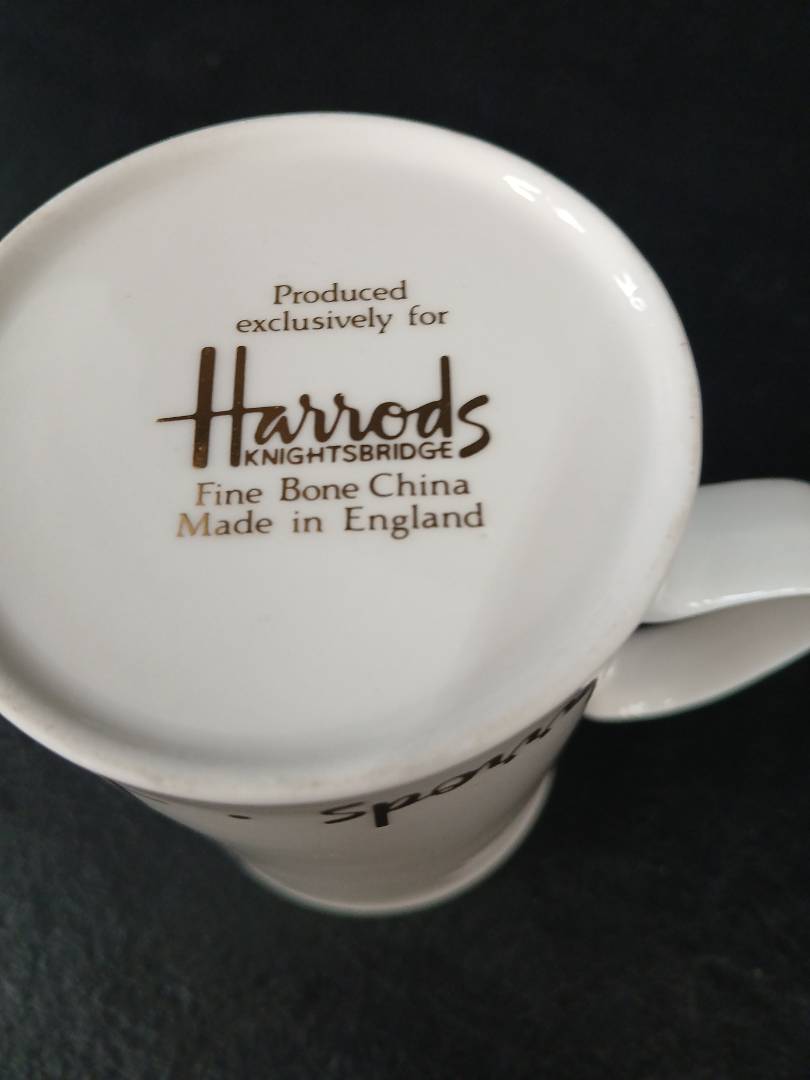 Produced
exclusively for
Harrods
KNIGHTSBRIDGE
Fine Bone China
Made in England